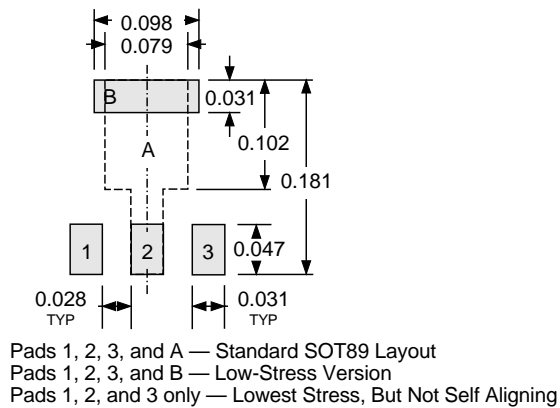 0.098
0.079
B
0.031
A
0.102
0.181
1
2
3
0.047
0.028
TYP
0.031
TYP
Pads 1, 2, 3, and A — Standard SOT89 Layout
Pads 1, 2, 3, and B — Low-Stress Version
Pads 1, 2, and 3 only — Lowest Stress, But Not Self Aligning